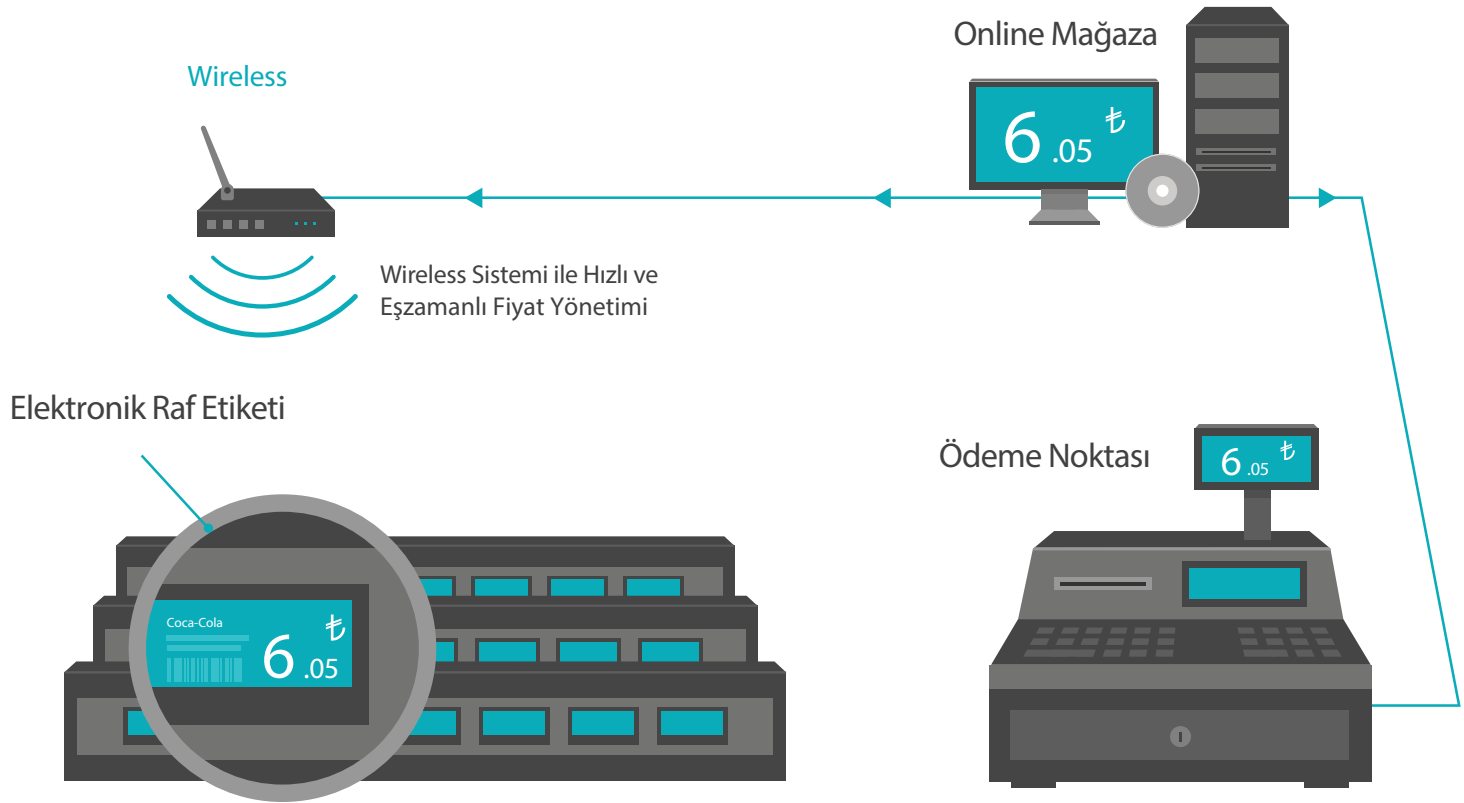 Online Mağaza
Wireless
6.05 ₺
Wireless Sistemi ile Hızlı ve
Eşzamanlı Fiyat Yönetimi
Elektronik Raf Etiketi
Ödeme Noktası
6.05 ₺
Coca-Cola
6.05 ₺